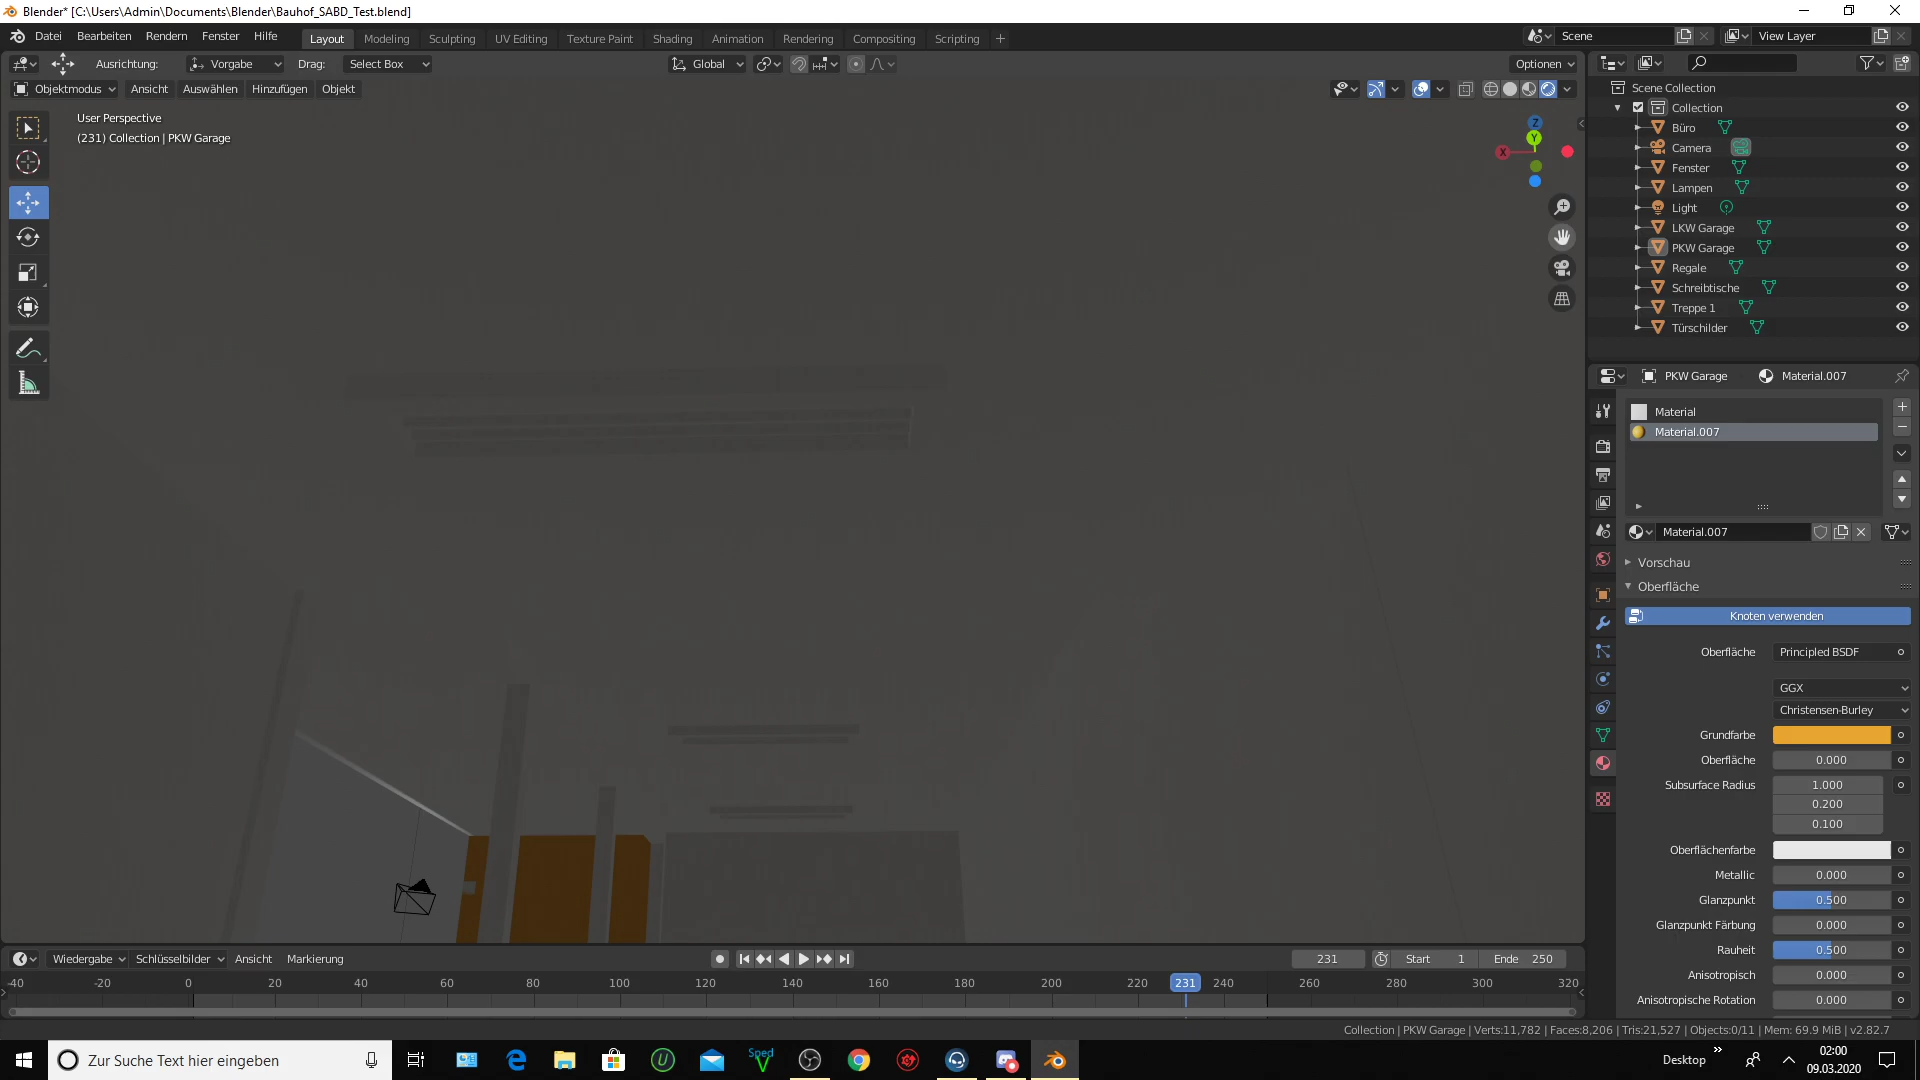 Blender* [C:\Users\Admin\Documents\Blender\Bauhof_SABD_Test.blend]
Datei Bearbeiten Rendern Fenster Hilfe
Layout Modeling Sculpting UV Editing Texture Paint Shading Animation Rendering Compositing Scripting +
Scene View Layer
Ausrichtung: Vorgabe Drag: Select Box Global Optionen
Objektmodus Ansicht Auswählen Hinzufügen Objekt
User Perspective
(231) Collection | PKW Garage
Z
Y
X
Scene Collection
Collection
Büro
Camera
Fenster
Lampen
Light
LKW Garage
PKW Garage
Regale
Schreibtische
Treppe 1
Türschilder
PKW Garage Material.007
Material
Material.007
Material.007
Vorschau
Oberfläche
Knoten verwenden
Oberfläche Principled BSDF
GGX
Christensen-Burley
Grundfarbe
Oberfläche 0.000
Subsurface Radius 1.000
0.200
0.100
Oberflächenfarbe
Metallic 0.000
Glanzpunkt 0.500
Glanzpunkt Färbung 0.000
Rauheit 0.500
Anisotropisch 0.000
Anisotropische Rotation 0.000
Wiedergabe Schlüsselbilder Ansicht Markierung 231 Start 1 Ende 250
-40 -20 0 20 40 60 80 100 120 140 160 180 200 220 231 240 260 280 300 320
Collection | PKW Garage | Verts:11,782 | Faces:8,206 | Tris:21,527 | Objects:0/11 | Mem: 69.9 MiB | v2.82.7
Zur Suche Text hier eingeben
Sped
V
Desktop
02:00
09.03.2020